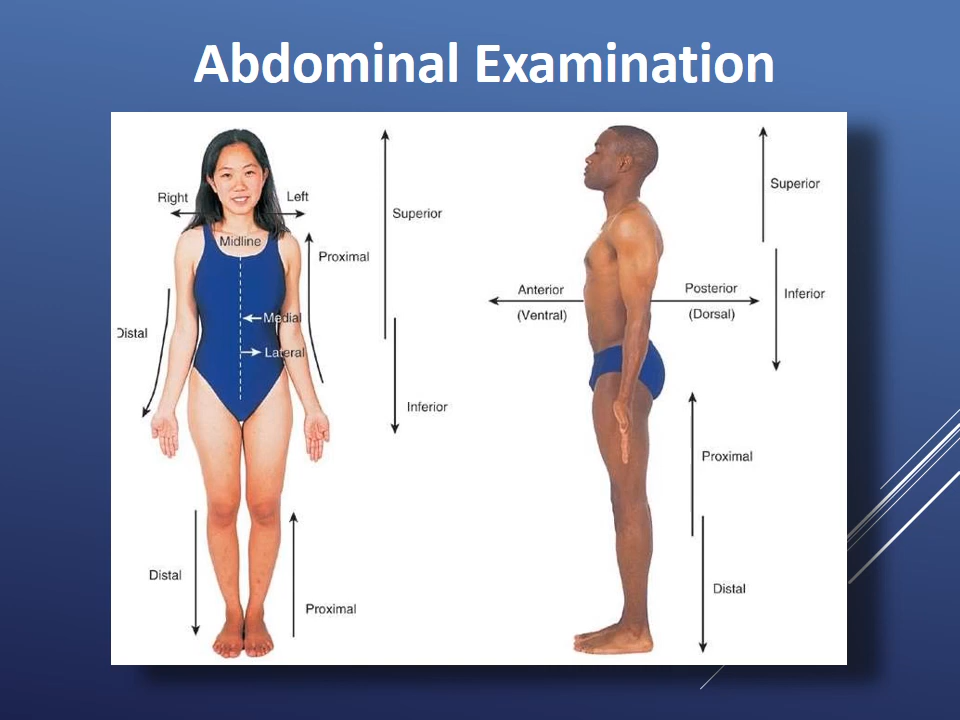 Abdominal Examination
Right
Left
Midline
Proximal
Medial
Lateral
Distal
Superior
Inferior
Distal
Proximal
Superior
Anterior
(Ventral)
Posterior
(Dorsal)
Inferior
Proximal
Distal